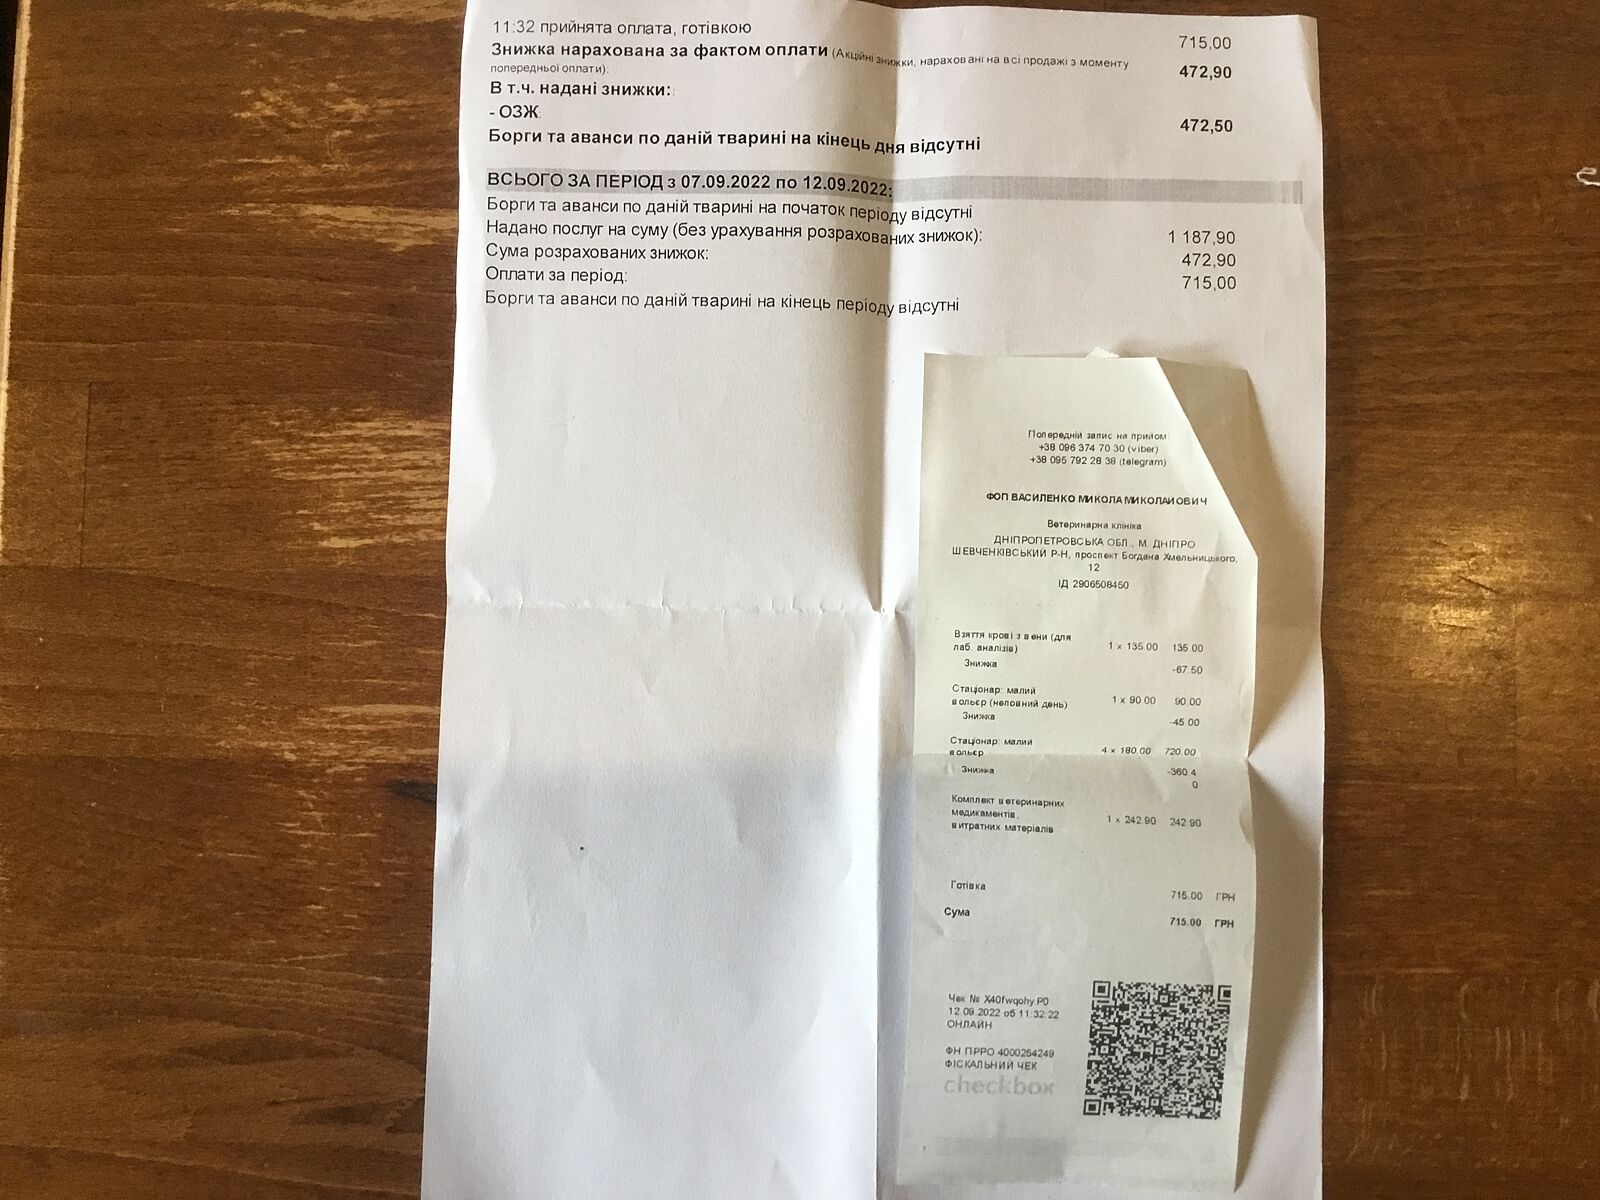 11:32 прийнята оплата, готівкою 715,00
Знижка нарахована за фактом оплати (Акційні знижки, нараховані на всі продажі з моменту
попередньої оплати): 472,90
В т.ч. надані знижки:
- ОЗЖ 472,50
Борги та аванси по даній тварині на кінець дня відсутні
ВСЬОГО ЗА ПЕРІОД з 07.09.2022 по 12.09.2022:
Борги та аванси по даній тварині на початок періоду відсутні
Надано послуг на суму (без урахування розрахованих знижок): 1 187,90
Сума розрахованих знижок: 472,90
Оплати за період: 715,00
Борги та аванси по даній тварині на кінець періоду відсутні
Попередній запис на прийом
+38 096 374 70 30 (viber)
+38 095 792 28 38 (telegram)
ФОП ВАСИЛЕНКО МИКОЛА МИКОЛАЙОВИЧ
Ветеринарна клініка
ДНІПРОПЕТРОВСЬКА ОБЛ., М. ДНІПРО
ШЕВЧЕНКІВСЬКИЙ Р-Н, проспект Богдана Хмельницького,
12
ІД 2906508450
Взяття крові з вени (для
лаб. аналізів) 1 x 135.00 135.00
Знижка -67.50
Стаціонар: малий
вольєр (неповний день) 1 x 90.00 90.00
Знижка -45.00
Стаціонар: малий
вольєр 4 x 180.00 720.00
Знижка -360.4
0
Комплект ветеринарних
медикаментів,
витратних матеріалів 1 x 242.90 242.90
Готівка 715.00 ГРН
Сума 715.00 ГРН
Чек № X40fwqohy P0
12.09.2022 об 11:32:22
ОНЛАЙН
ФН ПРРО 4000254249
ФІСКАЛЬНИЙ ЧЕК
checkbox